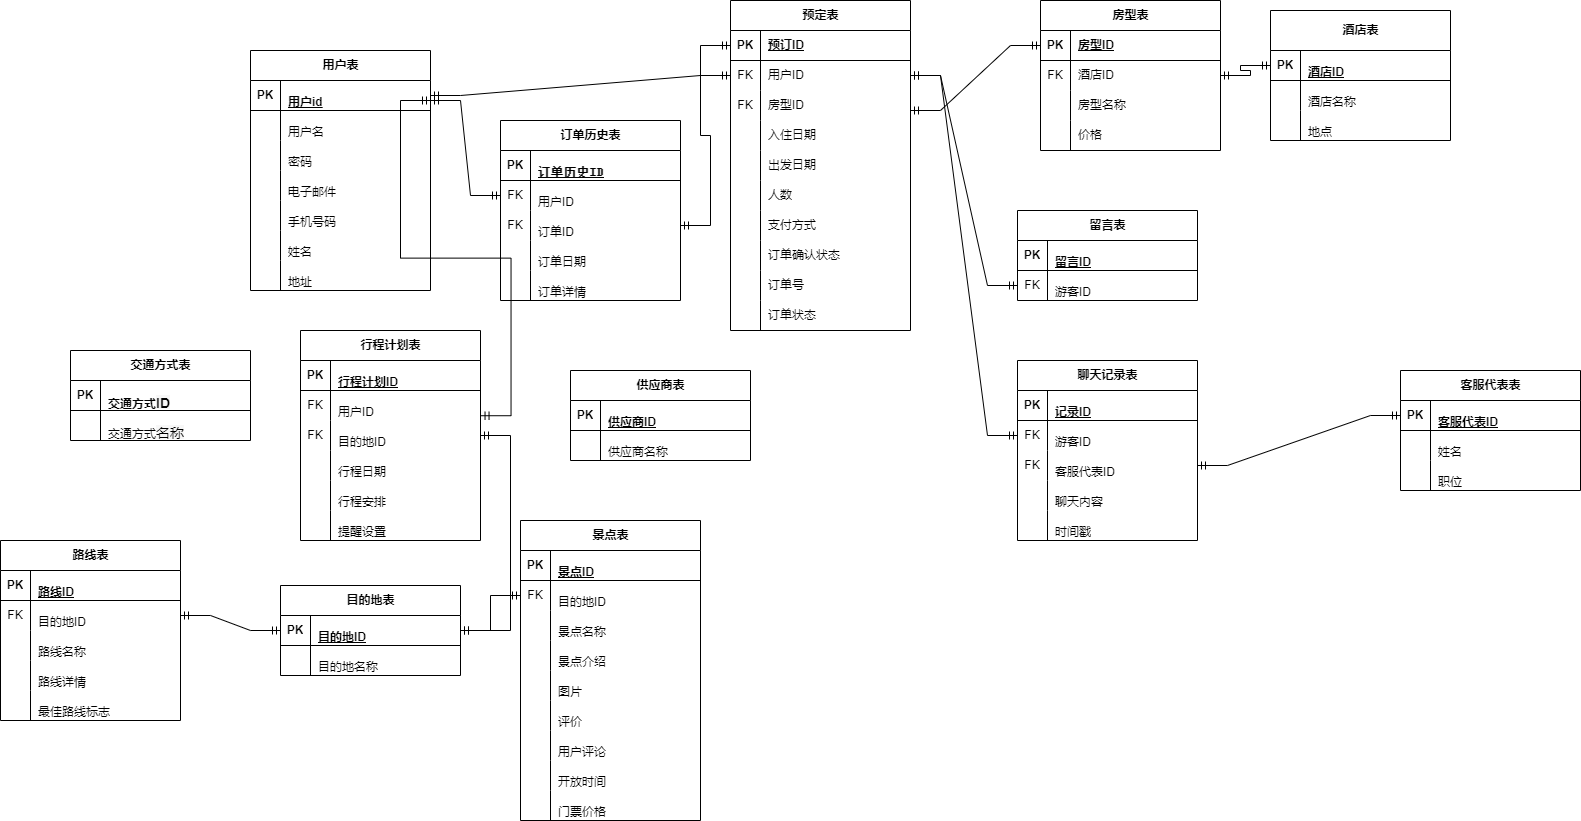 用户表
PK 用户id
用户名
密码
电子邮件
手机号码
姓名
地址
订单历史表
PK 订单历史ID
FK 用户ID
FK 订单ID
订单日期
订单详情
预定表
PK 预订ID
FK 用户ID
FK 房型ID
入住日期
出发日期
人数
支付方式
订单确认状态
订单号
订单状态
房型表
PK 房型ID
FK 酒店ID
房型名称
价格
酒店表
PK 酒店ID
酒店名称
地点
留言表
PK 留言ID
FK 游客ID
交通方式表
PK 交通方式ID
交通方式名称
行程计划表
PK 行程计划ID
FK 用户ID
FK 目的地ID
行程日期
行程安排
提醒设置
供应商表
PK 供应商ID
供应商名称
聊天记录表
PK 记录ID
FK 游客ID
FK 客服代表ID
聊天内容
时间戳
客服代表表
PK 客服代表ID
姓名
职位
路线表
PK 路线ID
FK 目的地ID
路线名称
路线详情
最佳路线标志
目的地表
PK 目的地ID
目的地名称
景点表
PK 景点ID
FK 目的地ID
景点名称
景点介绍
图片
评价
用户评论
开放时间
门票价格